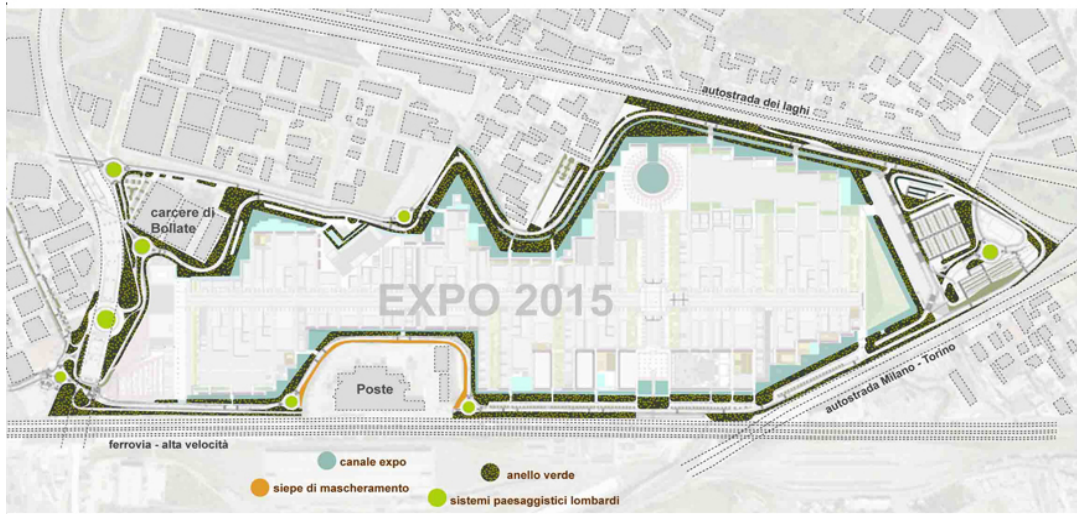 autostrada dei laghi
carcere di
Bollate
EXPO 2015
Poste
autostrada Milano - Torino
ferrovia - alta velocità
canale expo
anello verde
siepe di mascheramento
sistemi paesaggistici lombardi